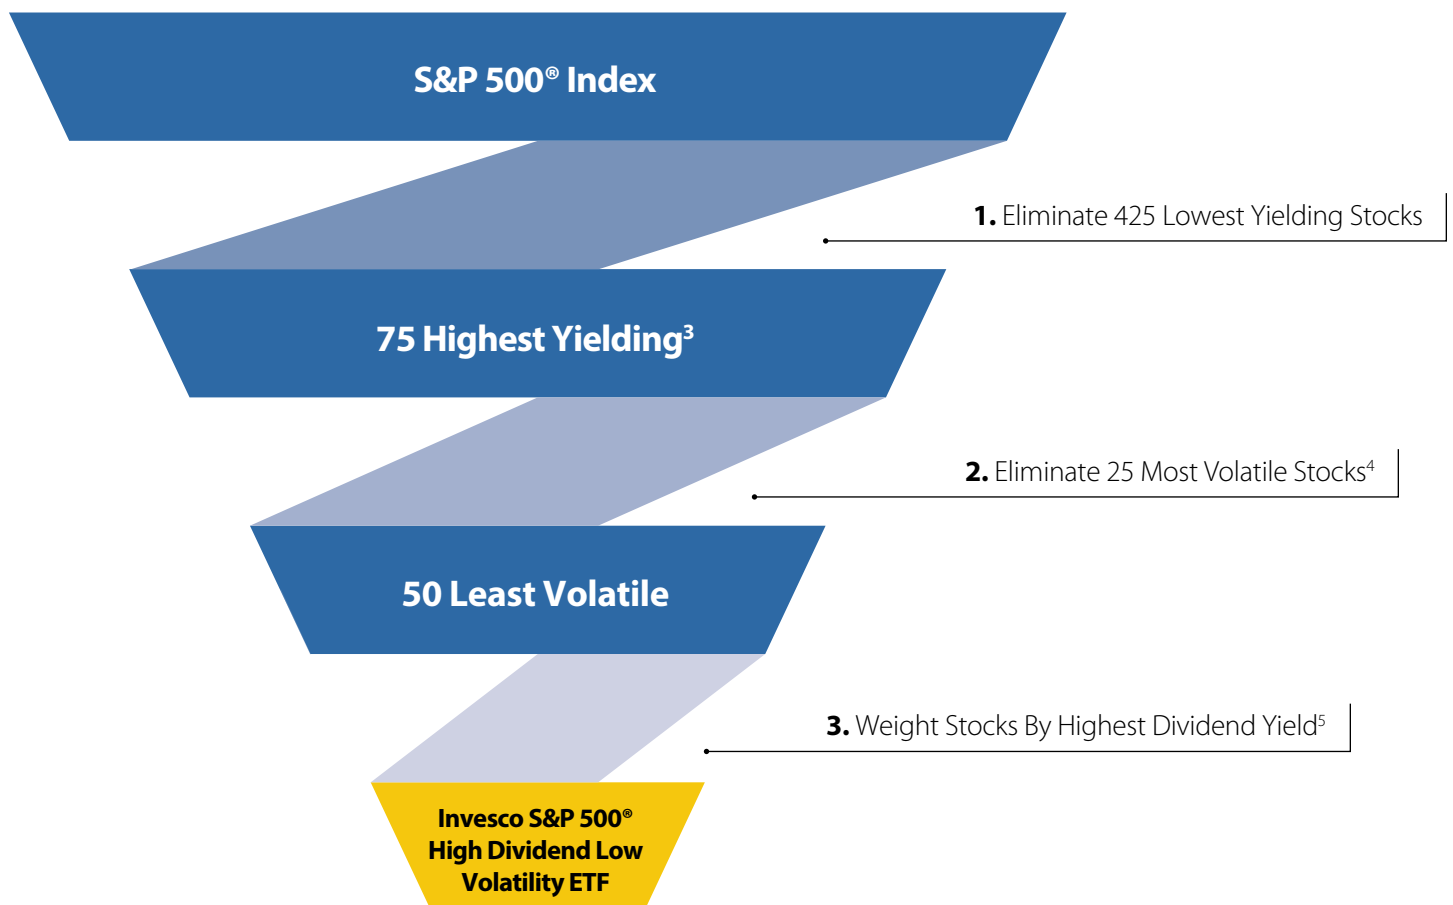 S&P 500® Index
1. Eliminate 425 Lowest Yielding Stocks
75 Highest Yielding³
2. Eliminate 25 Most Volatile Stocks⁴
50 Least Volatile
3. Weight Stocks By Highest Dividend Yield⁵
Invesco S&P 500®
High Dividend Low
Volatility ETF